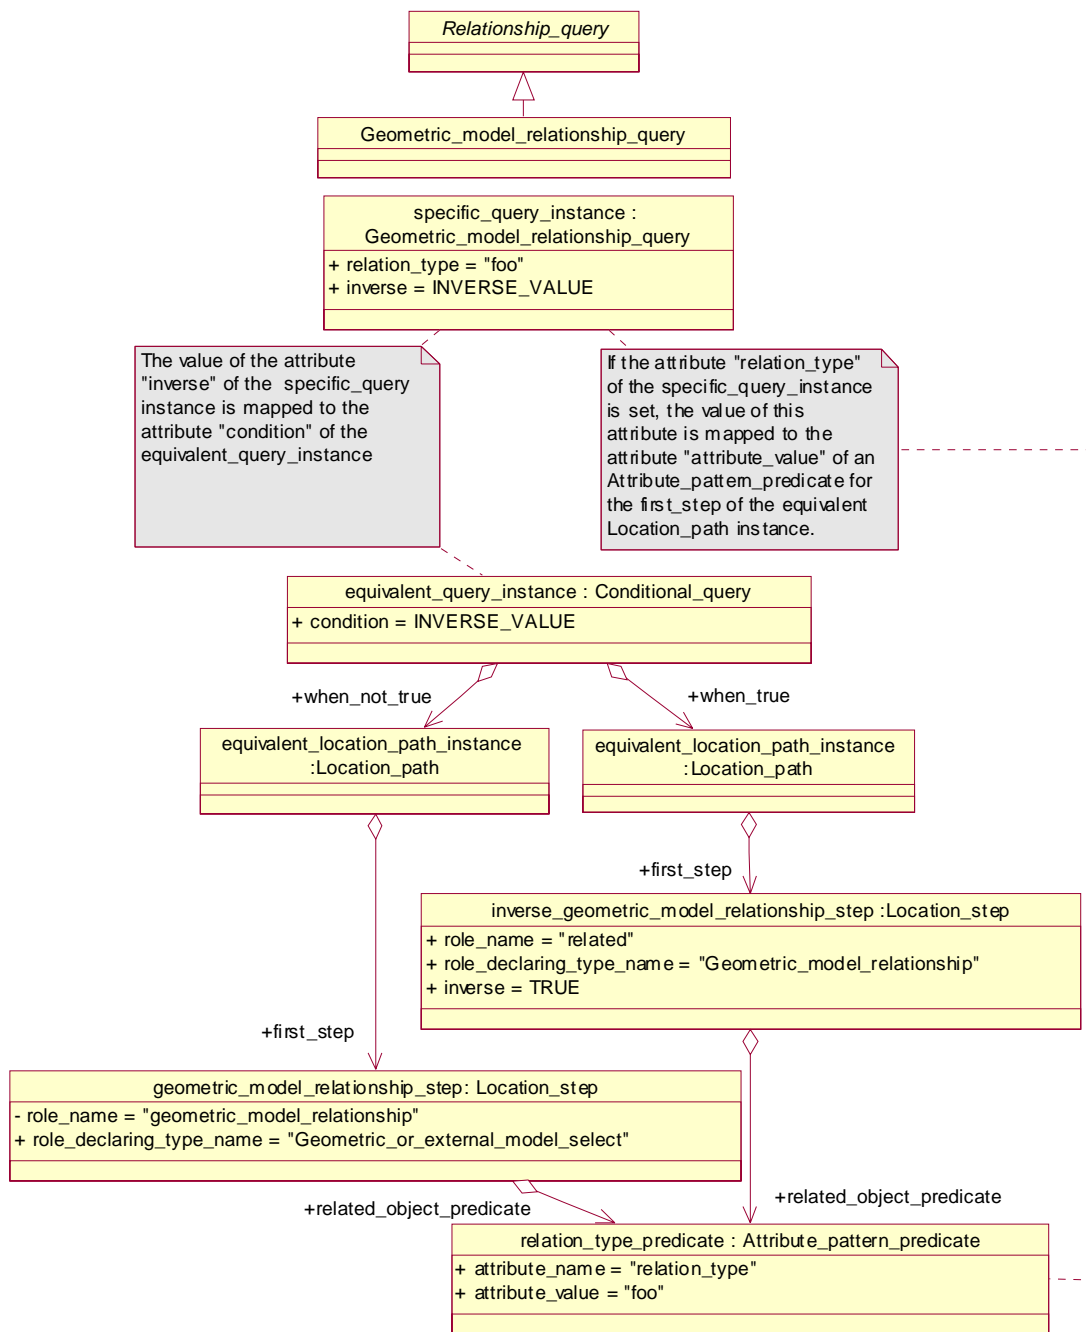 Relationship_query
Geometric_model_relationship_query
specific_query_instance :
Geometric_model_relationship_query
+ relation_type = "foo"
+ inverse = INVERSE_VALUE
The value of the attribute
"inverse" of the specific_query
instance is mapped to the
attribute "condition" of the
equivalent_query_instance
If the attribute "relation_type"
of the specific_query_instance
is set, the value of this
attribute is mapped to the
attribute "attribute_value" of an
Attribute_pattern_predicate for
the first_step of the equivalent
Location_path instance.
equivalent_query_instance : Conditional_query
+ condition = INVERSE_VALUE
+when_not_true
+when_true
equivalent_location_path_instance
:Location_path
equivalent_location_path_instance
:Location_path
+first_step
inverse_geometric_model_relationship_step :Location_step
+ role_name = "related"
+ role_declaring_type_name = "Geometric_model_relationship"
+ inverse = TRUE
+first_step
geometric_model_relationship_step: Location_step
- role_name = "geometric_model_relationship"
+ role_declaring_type_name = "Geometric_or_external_model_select"
+related_object_predicate
+related_object_predicate
relation_type_predicate : Attribute_pattern_predicate
+ attribute_name = "relation_type"
+ attribute_value = "foo"